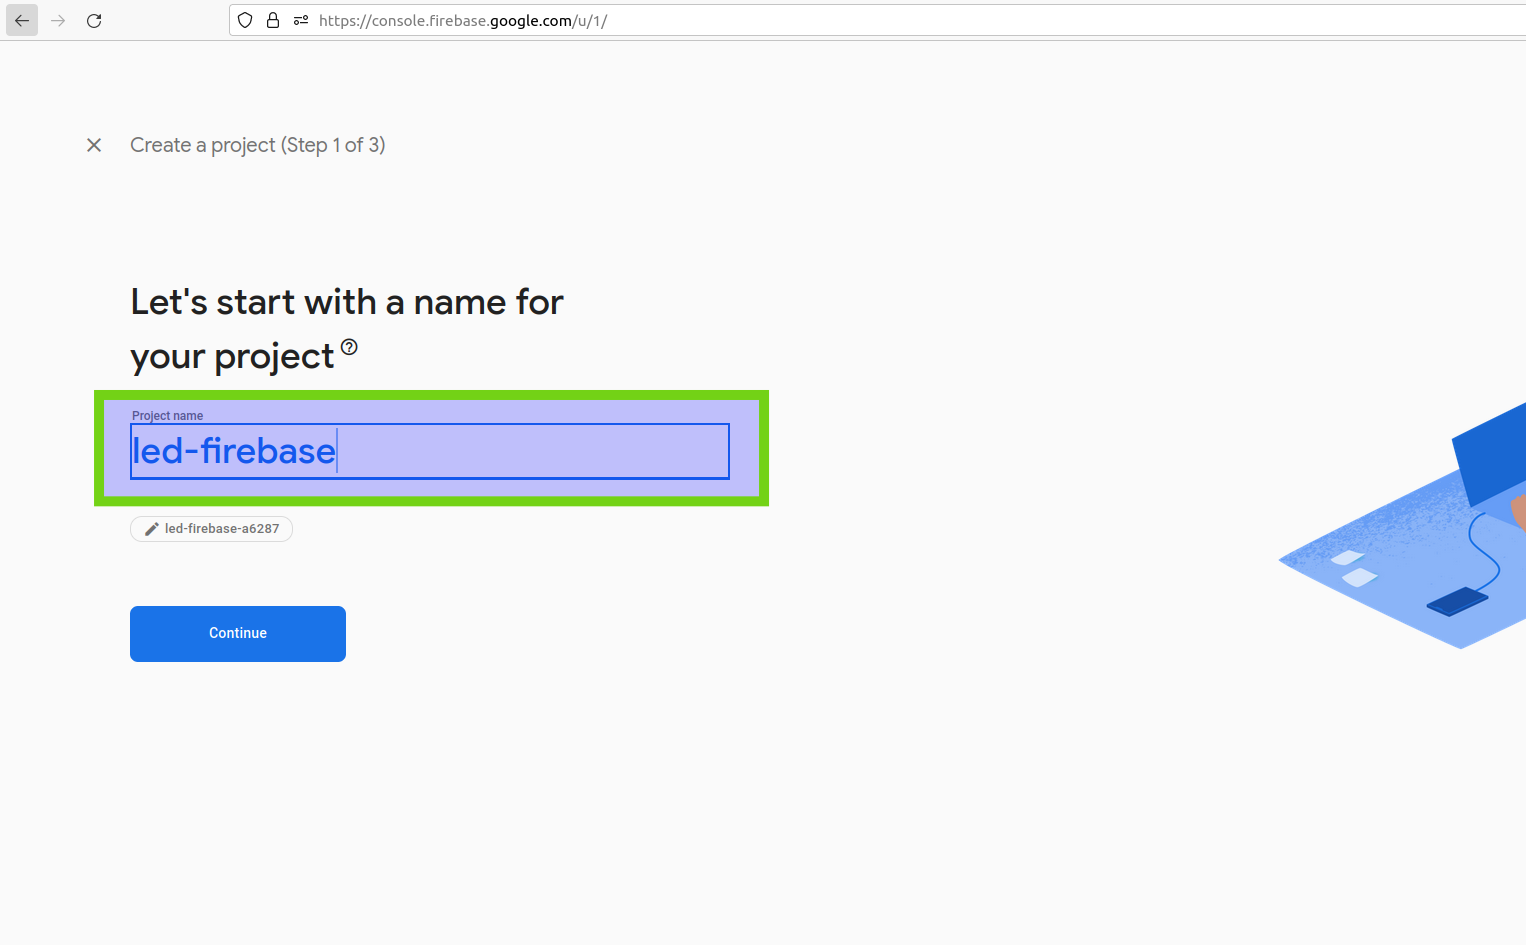 https://console.firebase.google.com/u/1/
Create a project (Step 1 of 3)
Let's start with a name for
your project
Project name
led-firebase
led-firebase-a6287
Continue